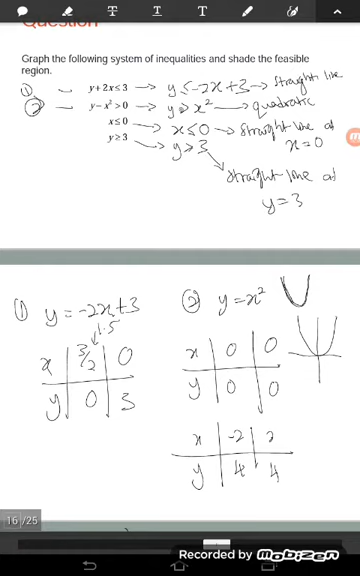 Question
Graph the following system of inequalities and shade the feasible
region.
① y+2x≤3 → y≤-2x+3 → Straight line
② y−x²>0 → y>x² → quadratic
x≤0 → x≤0 → Straight line at x=0
y≥3 → y≥3
Straight line at
y=3
① y=-2x+3
1.5
x 3/2 0
y 0 3
② y=x²
x 0 0
y 0 0
x -2 2
y 4 4
16 /25
Recorded by Mobizen